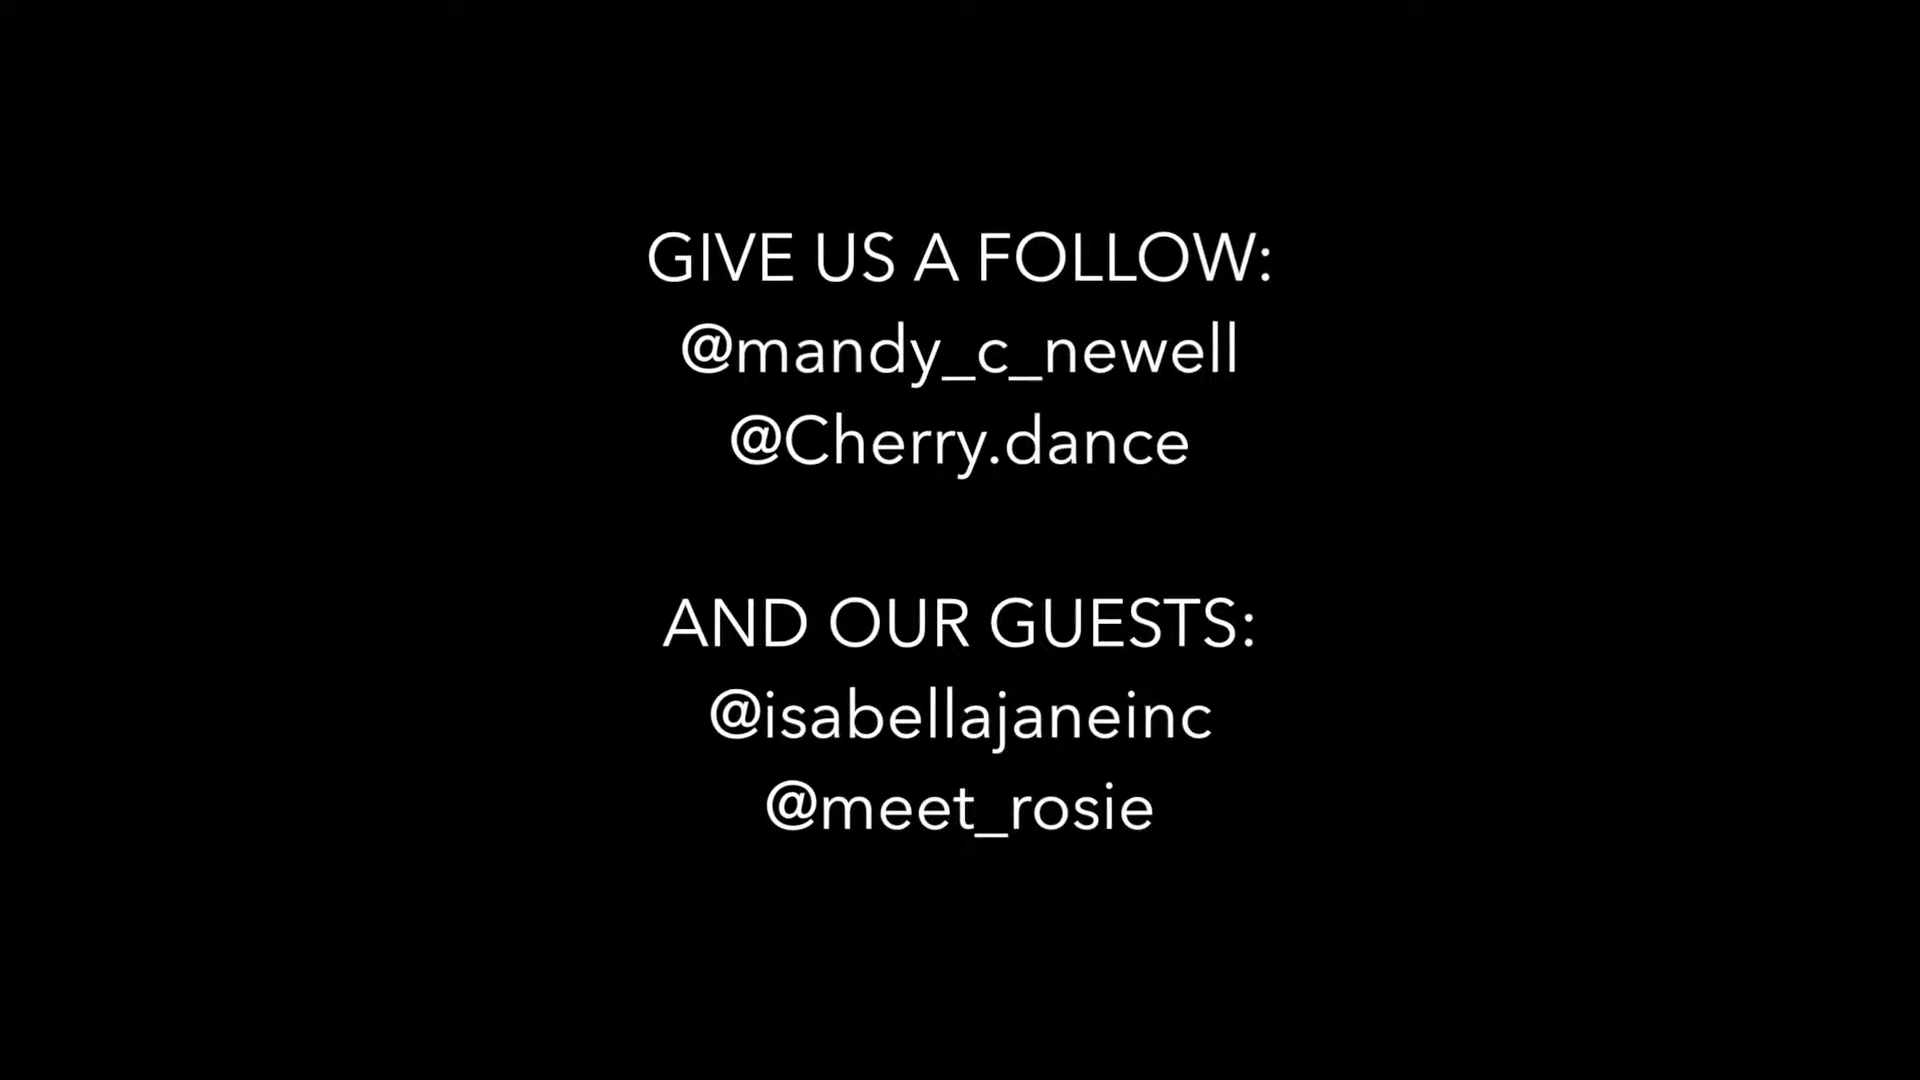 GIVE US A FOLLOW:
@mandy_c_newell
@Cherry.dance
AND OUR GUESTS:
@isabellajaneinc
@meet_rosie